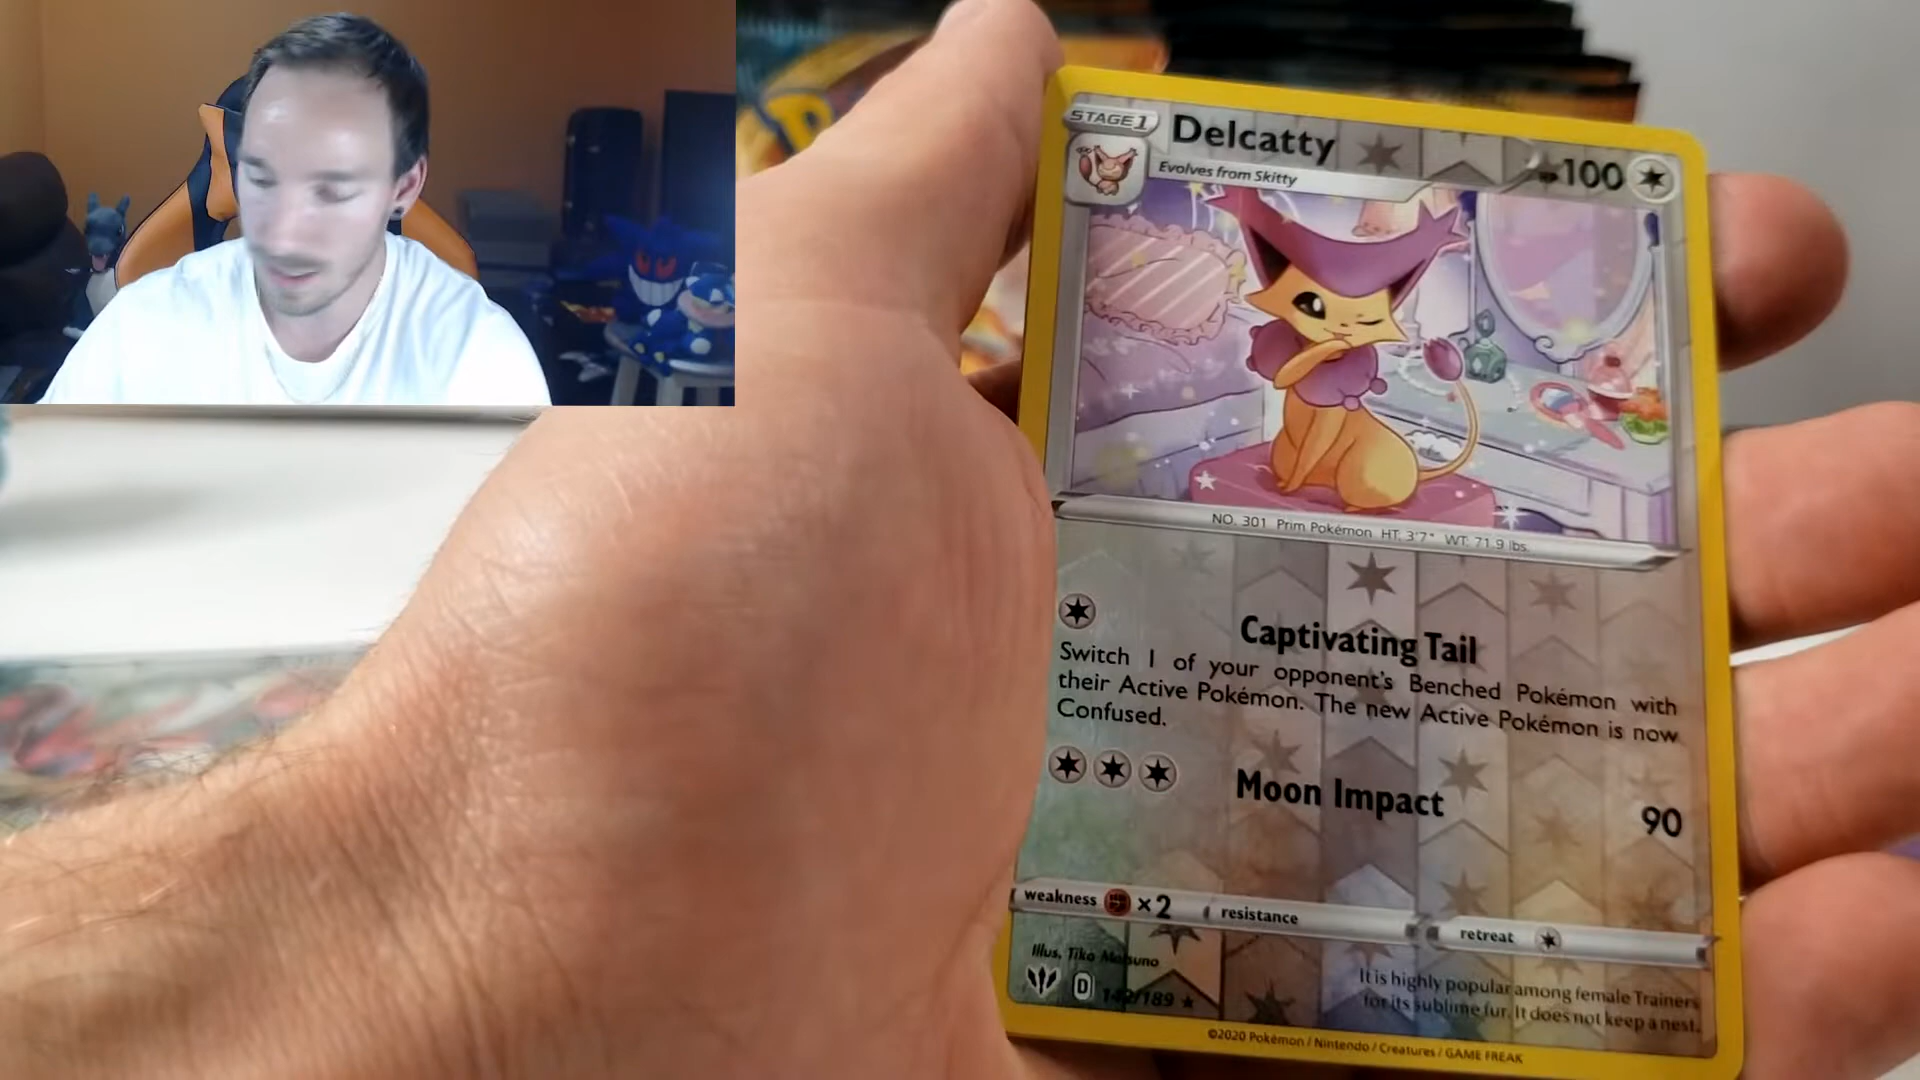 STAGE 1
Delcatty
100
Evolves from Skitty
NO. 301 Prim Pokémon HT: 3'7" WT: 71.9 lbs.
Captivating Tail
Switch 1 of your opponent's Benched Pokémon with
their Active Pokémon. The new Active Pokémon is now
Confused.
Moon Impact
90
weakness ×2
resistance
retreat
Illus. Tiko Matsuno
D
/189
It is highly popular among female Trainers
for its sublime fur. It does not keep a nest.
©2020 Pokémon / Nintendo / Creatures / GAME FREAK